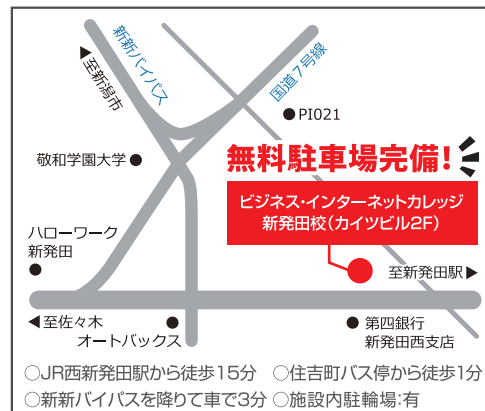 新新バイパス
国道7号線
◀至新潟市
●PI021
敬和学園大学●
無料駐車場完備!
ビジネス・インターネットカレッジ
新発田校(カイツビル2F)
ハローワーク
新発田
至新発田駅▶
◀至佐々木
オートバックス
第四銀行
新発田西支店
○JR西新発田駅から徒歩15分 ○住吉町バス停から徒歩1分
○新新バイパスを降りて車で3分 ○施設内駐輪場:有